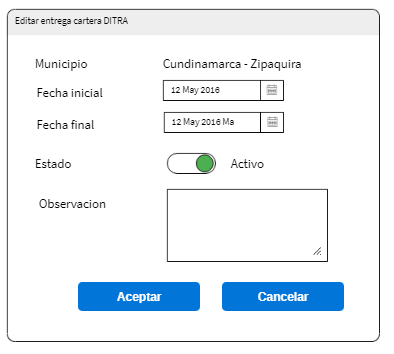 Editar entrega cartera DITRA
Municipio Cundinamarca - Zipaquira
Fecha inicial 12 May 2016
Fecha final 12 May 2016 Ma
Estado Activo
Observacion
Aceptar Cancelar